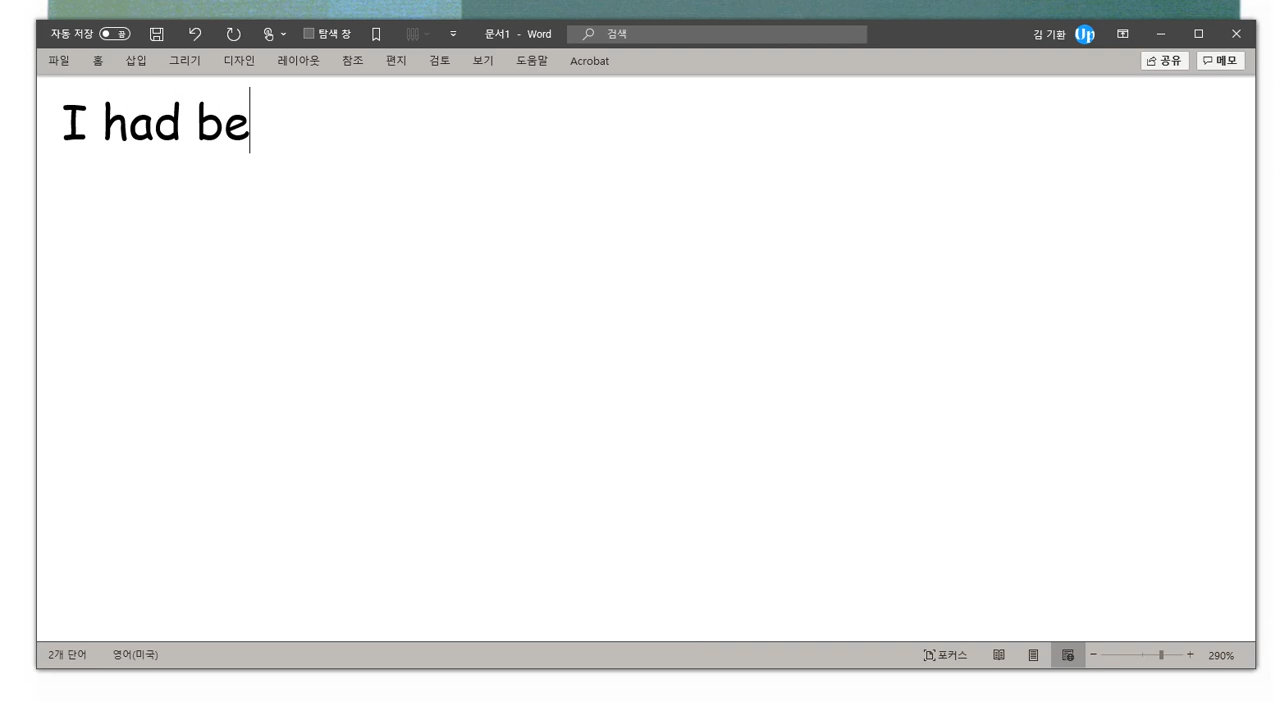 자동 저장 끔 탐색 창 문서1 - Word 검색 김 기환 Up
파일 홈 삽입 그리기 디자인 레이아웃 참조 편지 검토 보기 도움말 Acrobat 공유 메모
I had be
2개 단어 영어(미국) 포커스 290%